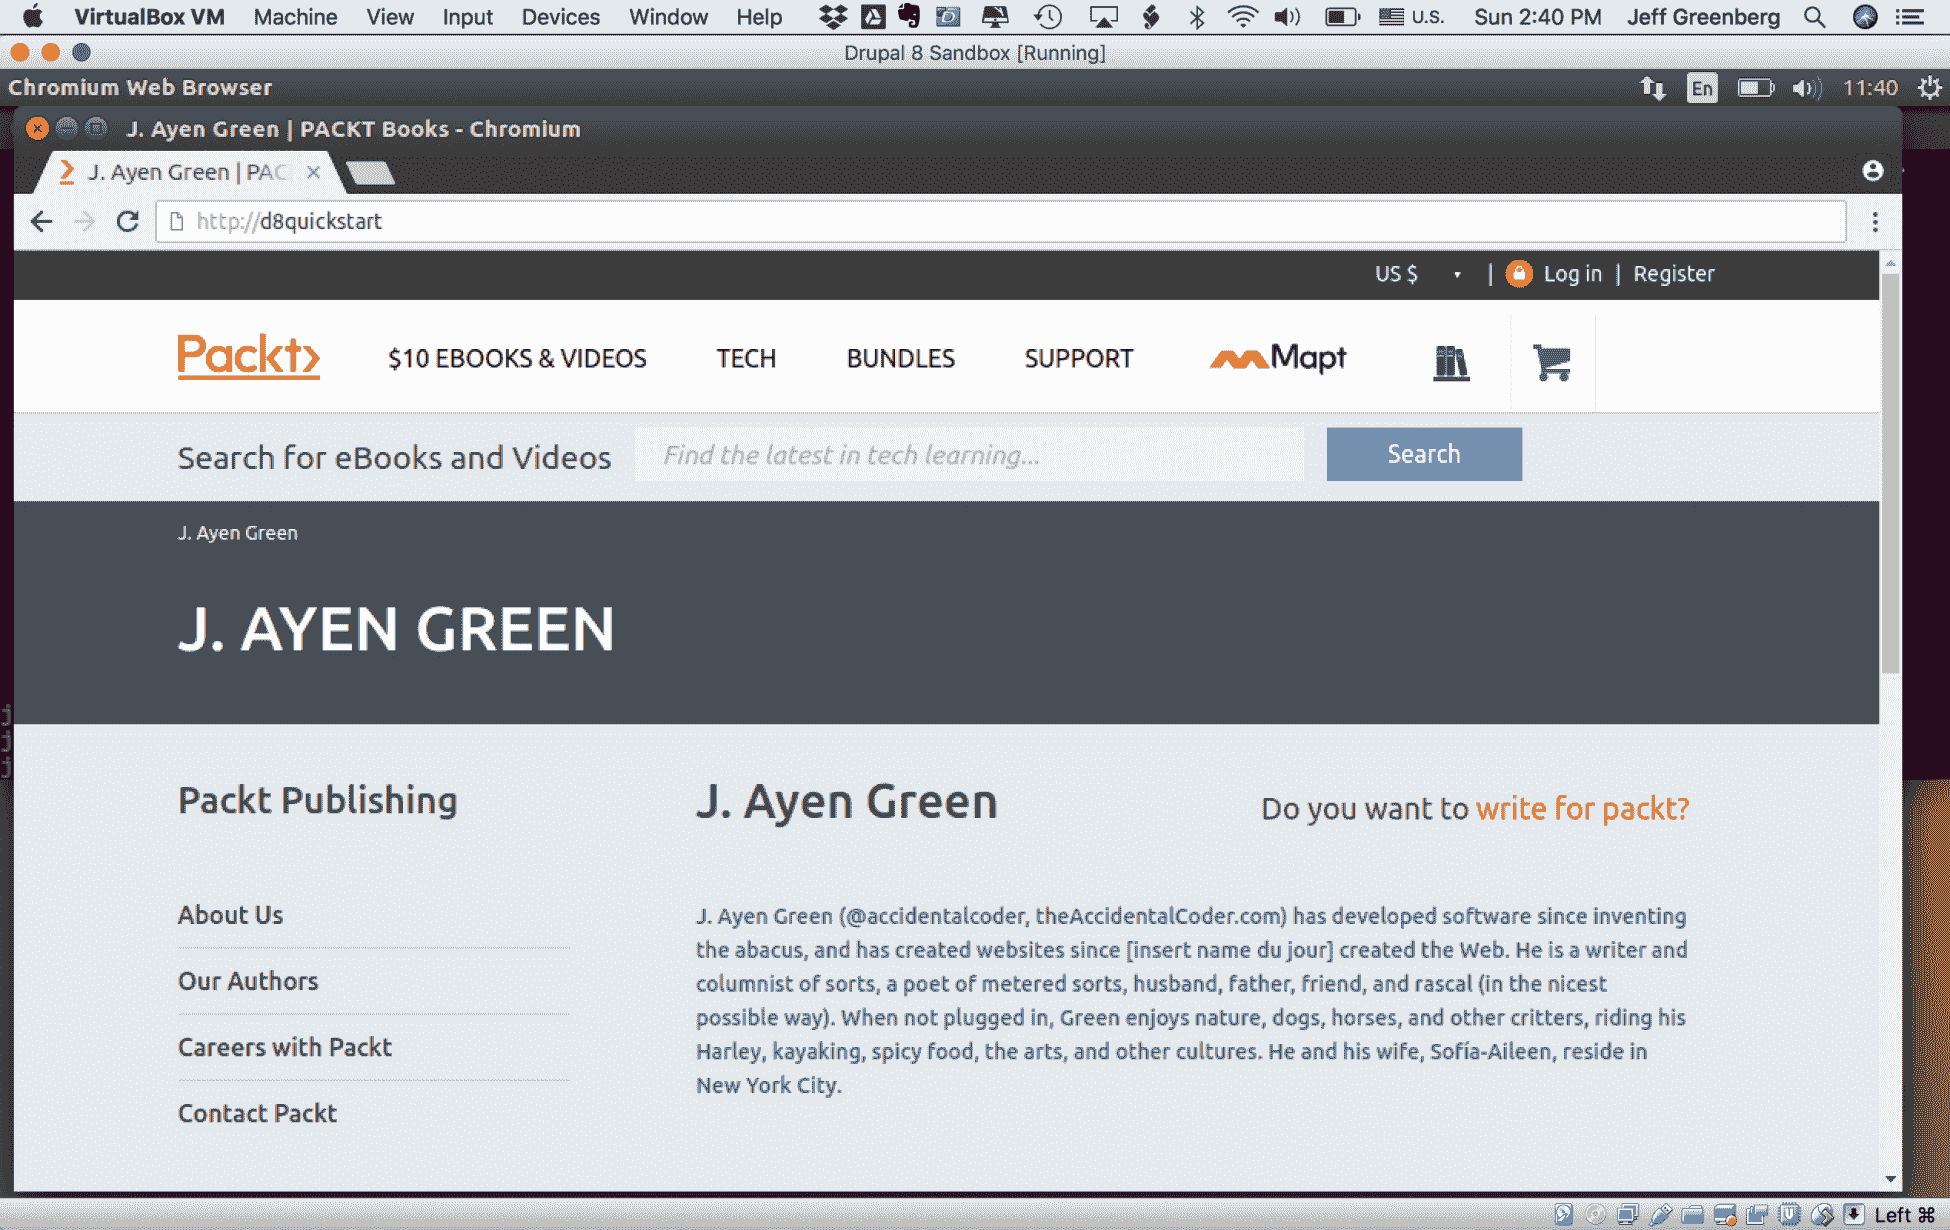 VirtualBox VM Machine View Input Devices Window Help U.S. Sun 2:40 PM Jeff Greenberg
Drupal 8 Sandbox [Running]
Chromium Web Browser En 11:40
J. Ayen Green | PACKT Books - Chromium
J. Ayen Green | PAC
http://d8quickstart
US $ | Log in | Register
Packt> $10 EBOOKS & VIDEOS TECH BUNDLES SUPPORT Mapt
Search for eBooks and Videos Find the latest in tech learning... Search
J. Ayen Green
J. AYEN GREEN
Packt Publishing
About Us
Our Authors
Careers with Packt
Contact Packt
J. Ayen Green
Do you want to write for packt?
J. Ayen Green (@accidentalcoder, theAccidentalCoder.com) has developed software since inventing
the abacus, and has created websites since [insert name du jour] created the Web. He is a writer and
columnist of sorts, a poet of metered sorts, husband, father, friend, and rascal (in the nicest
possible way). When not plugged in, Green enjoys nature, dogs, horses, and other critters, riding his
Harley, kayaking, spicy food, the arts, and other cultures. He and his wife, Sofía-Aileen, reside in
New York City.
Left ⌘